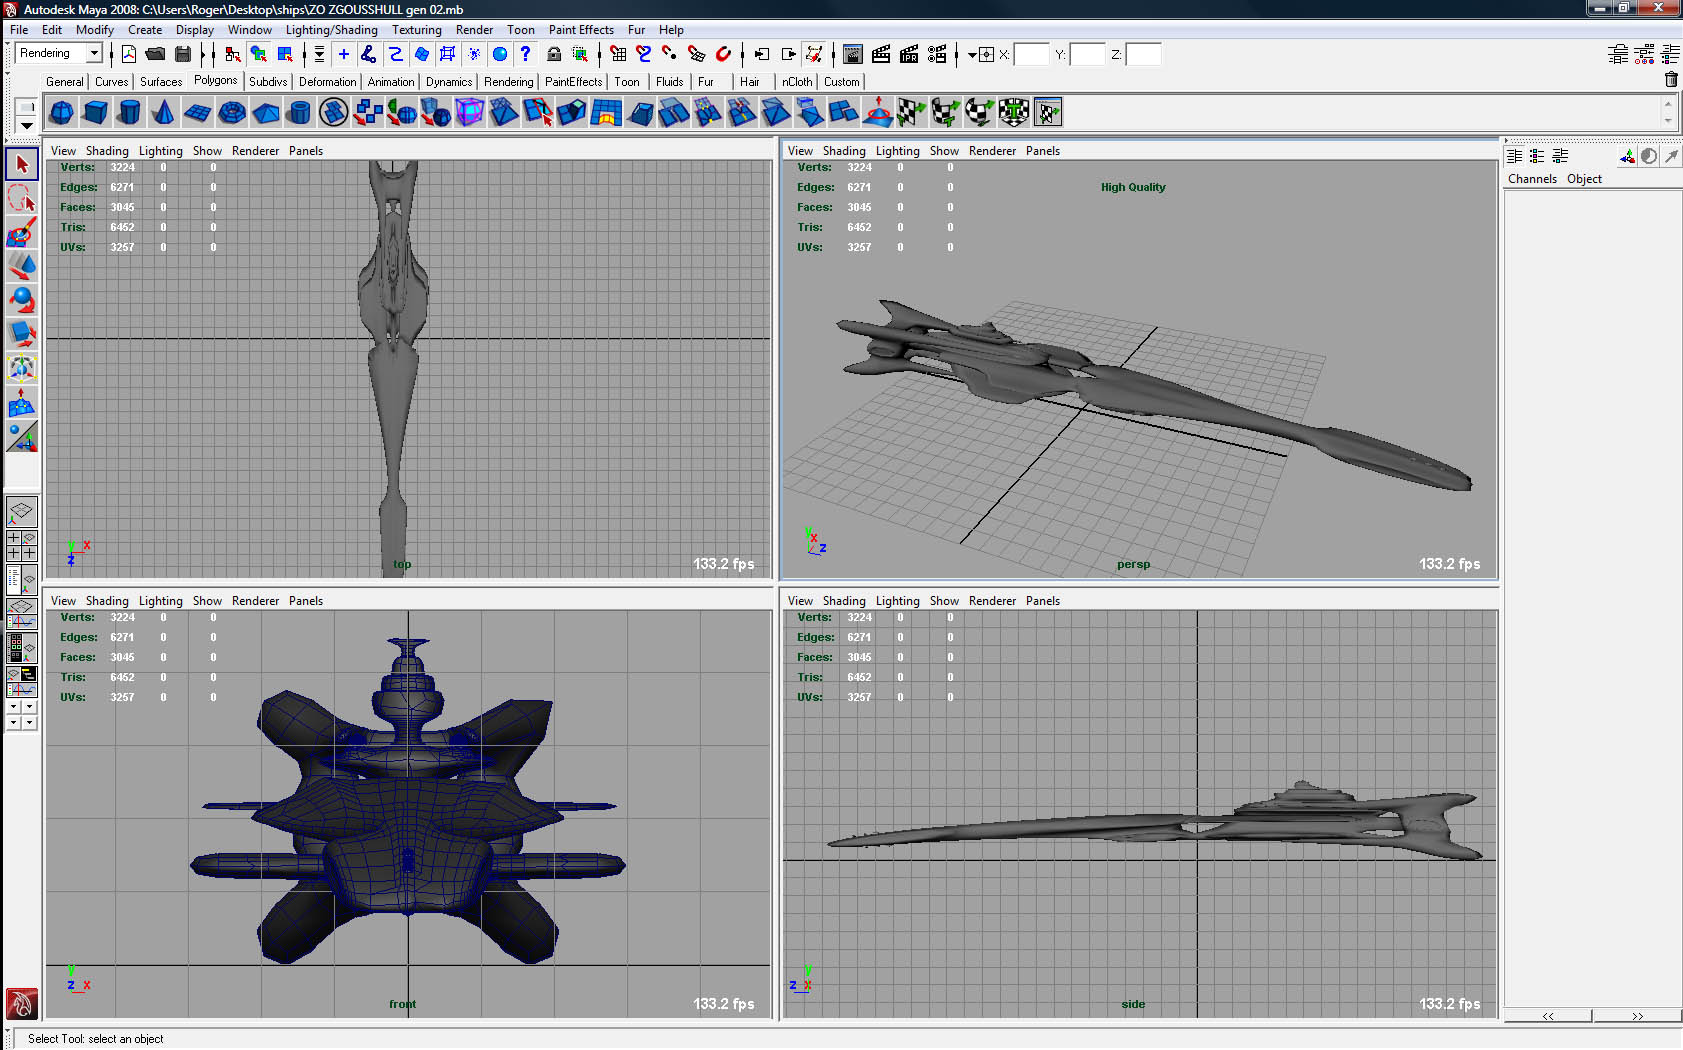 Autodesk Maya 2008: C:\Users\Roger\Desktop\ships\ZO ZGOUSSHULL gen 02.mb
File Edit Modify Create Display Window Lighting/Shading Texturing Render Toon Paint Effects Fur Help
Rendering IPR X: Y: Z:
General Curves Surfaces Polygons Subdivs Deformation Animation Dynamics Rendering PaintEffects Toon Fluids Fur Hair nCloth Custom
View Shading Lighting Show Renderer Panels
Verts: 3224 0 0
Edges: 6271 0 0
Faces: 3045 0 0
Tris: 6452 0 0
UVs: 3257 0 0
y x
z
top
133.2 fps
View Shading Lighting Show Renderer Panels
Verts: 3224 0 0
High Quality
Edges: 6271 0 0
Faces: 3045 0 0
Tris: 6452 0 0
UVs: 3257 0 0
y
x
z
persp
133.2 fps
Channels Object
View Shading Lighting Show Renderer Panels
Verts: 3224 0 0
Edges: 6271 0 0
Faces: 3045 0 0
Tris: 6452 0 0
UVs: 3257 0 0
y
z x
front
133.2 fps
View Shading Lighting Show Renderer Panels
Verts: 3224 0 0
Edges: 6271 0 0
Faces: 3045 0 0
Tris: 6452 0 0
UVs: 3257 0 0
y
z x
side
133.2 fps
<< >>
Select Tool: select an object